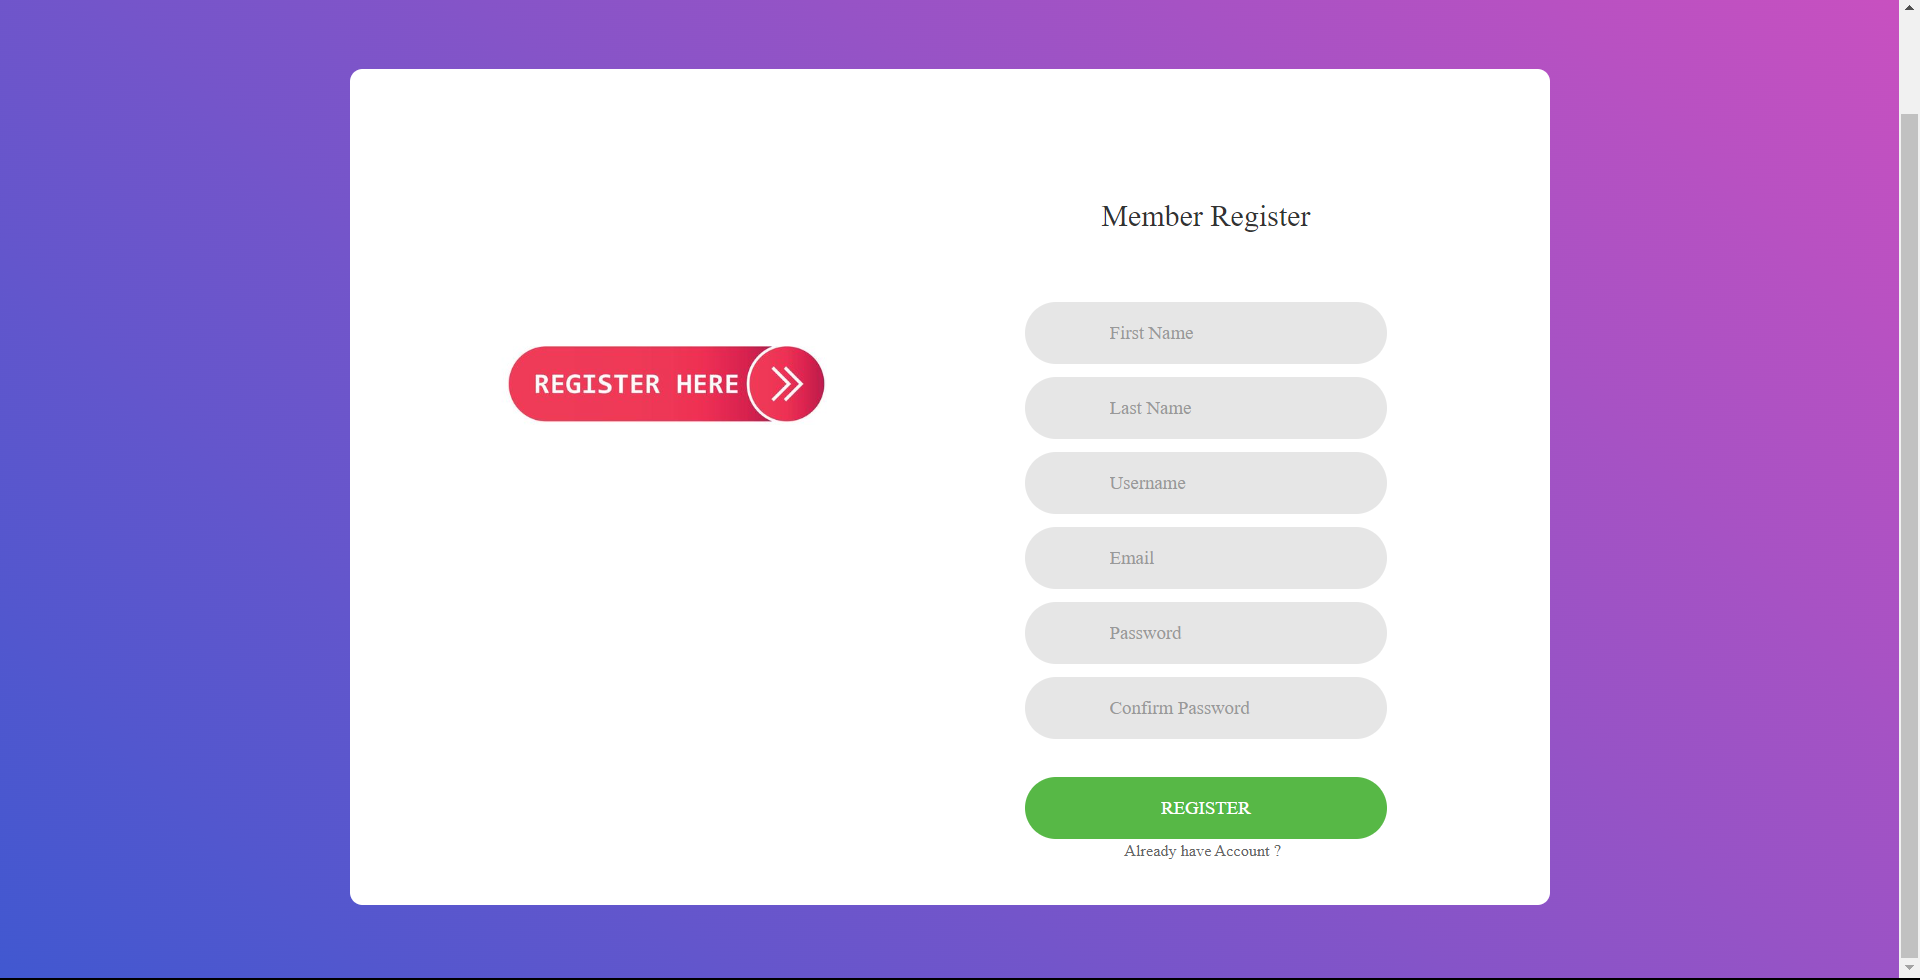 Member Register
REGISTER HERE
First Name
Last Name
Username
Email
Password
Confirm Password
REGISTER
Already have Account ?